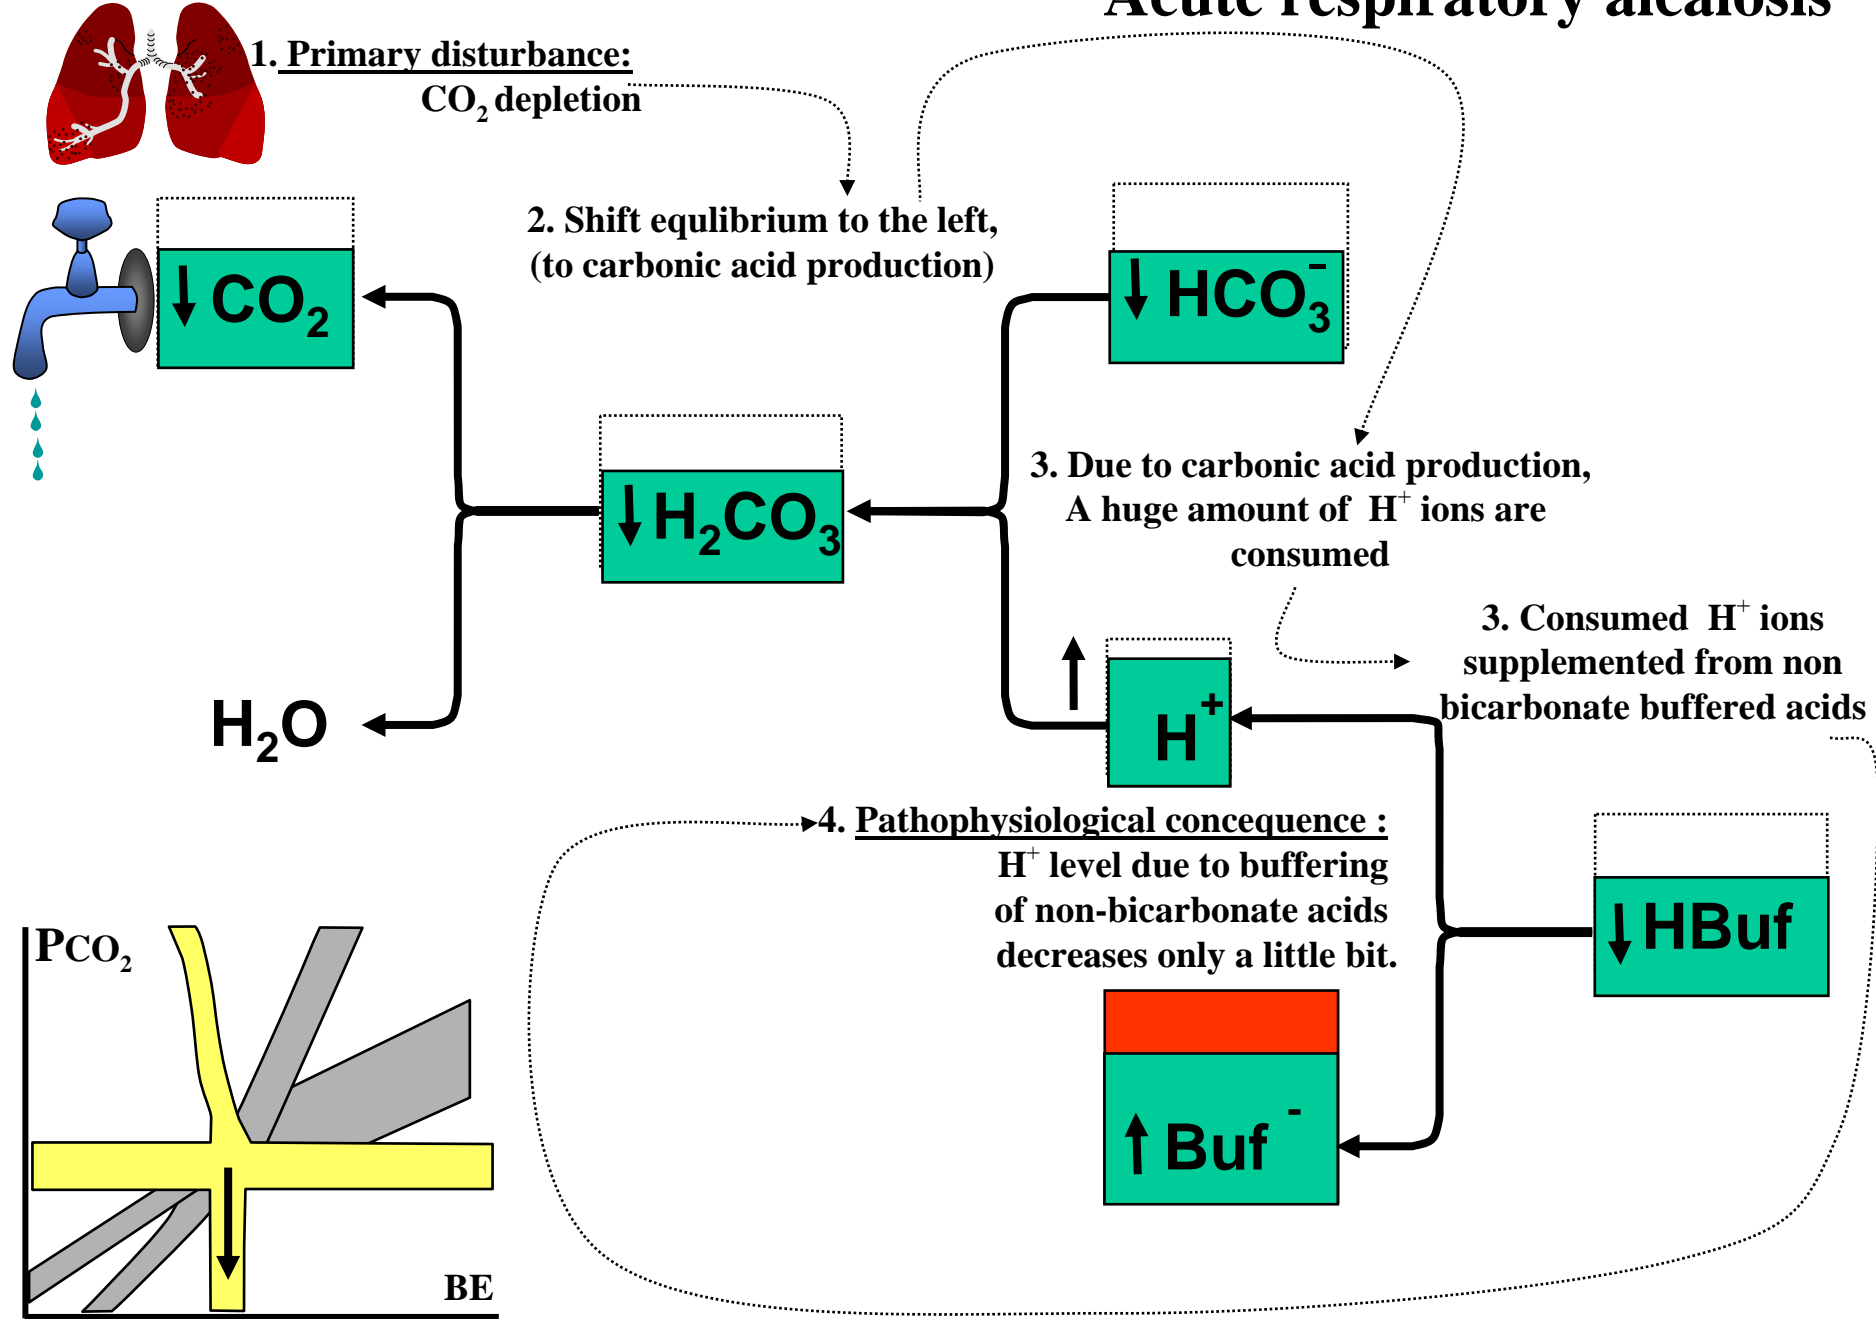 Acute respiratory alcalosis
1. Primary disturbance:
CO₂ depletion
2. Shift equlibrium to the left,
(to carbonic acid production)
↓ CO₂
↓ HCO₃⁻
3. Due to carbonic acid production,
A huge amount of H⁺ ions are
consumed
↓ H₂CO₃
3. Consumed H⁺ ions
supplemented from non
bicarbonate buffered acids
H₂O
↑ H⁺
4. Pathophysiological concequence :
H⁺ level due to buffering
of non-bicarbonate acids
decreases only a little bit.
↓ HBuf
↑ Buf⁻
PCO₂
BE